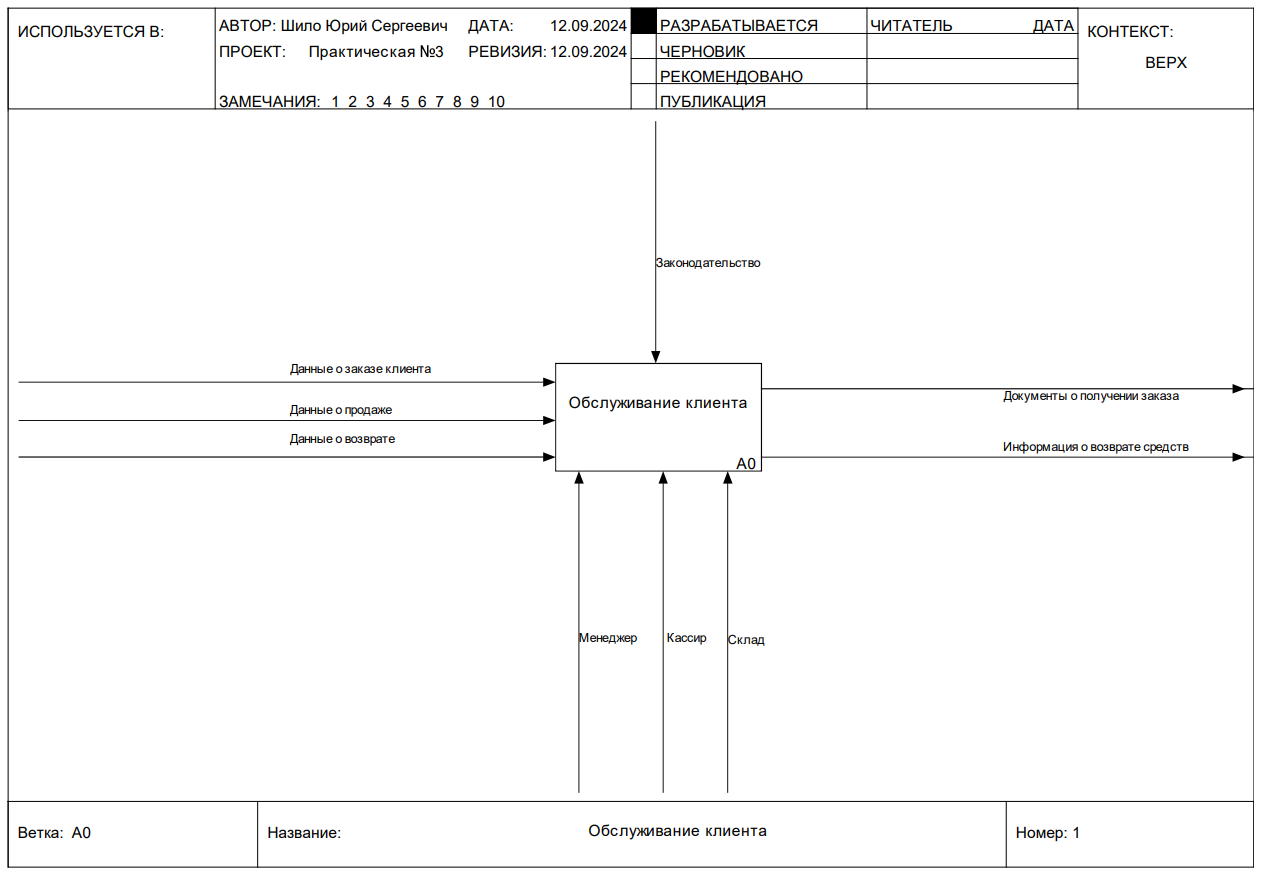 ИСПОЛЬЗУЕТСЯ В:
АВТОР: Шило Юрий Сергеевич ДАТА: 12.09.2024
ПРОЕКТ: Практическая №3 РЕВИЗИЯ: 12.09.2024
ЗАМЕЧАНИЯ: 1 2 3 4 5 6 7 8 9 10
РАЗРАБАТЫВАЕТСЯ
ЧЕРНОВИК
РЕКОМЕНДОВАНО
ПУБЛИКАЦИЯ
ЧИТАТЕЛЬ ДАТА
КОНТЕКСТ:
ВЕРХ
Законодательство
Данные о заказе клиента
Данные о продаже
Данные о возврате
Обслуживание клиента
A0
Документы о получении заказа
Информация о возврате средств
Менеджер
Кассир
Склад
Ветка: A0
Название: Обслуживание клиента
Номер: 1